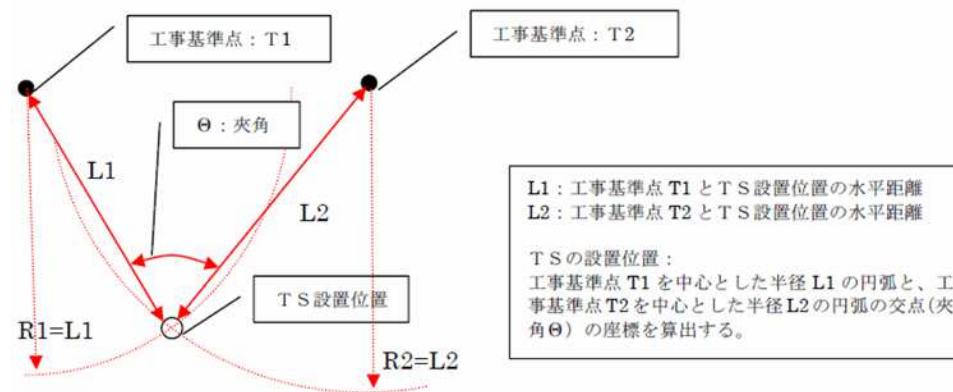 工事基準点：T1
工事基準点：T2
Θ：夾角
L1
L2
TS設置位置
R1=L1
R2=L2
L1：工事基準点 T1 とTS設置位置の水平距離
L2：工事基準点 T2 とTS設置位置の水平距離
TSの設置位置：
工事基準点 T1 を中心とした半径 L1 の円弧と、工
事基準点 T2 を中心とした半径 L2 の円弧の交点(夾
角Θ）の座標を算出する。